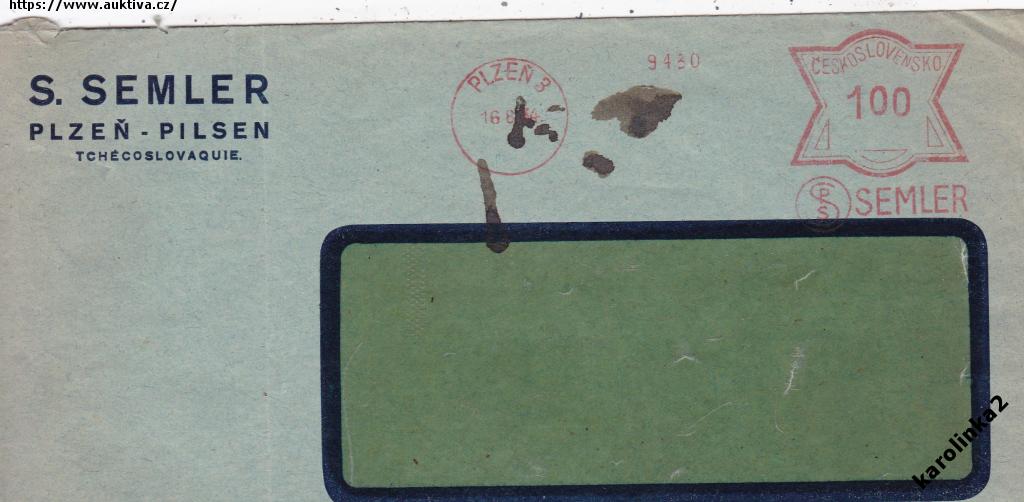 https://www.auktiva.cz/
S. SEMLER
PLZEŇ - PILSEN
TCHÉCOSLOVAQUIE.
PLZEŇ 3
9430
ČESKOSLOVENSKO
100
SEMLER
karolinka2